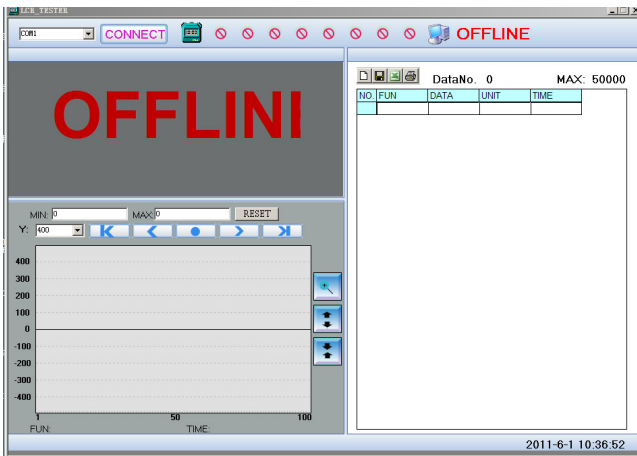 LCR_TESTER
COM1 CONNECT OFFLINE
OFFLINI
DataNo. 0 MAX: 50000
NO. FUN DATA UNIT TIME
MIN: 0 MAX: 0 RESET
Y: 400
400
300
200
100
0
-100
-200
-300
-400
1 50 100
FUN: TIME:
2011-6-1 10:36:52